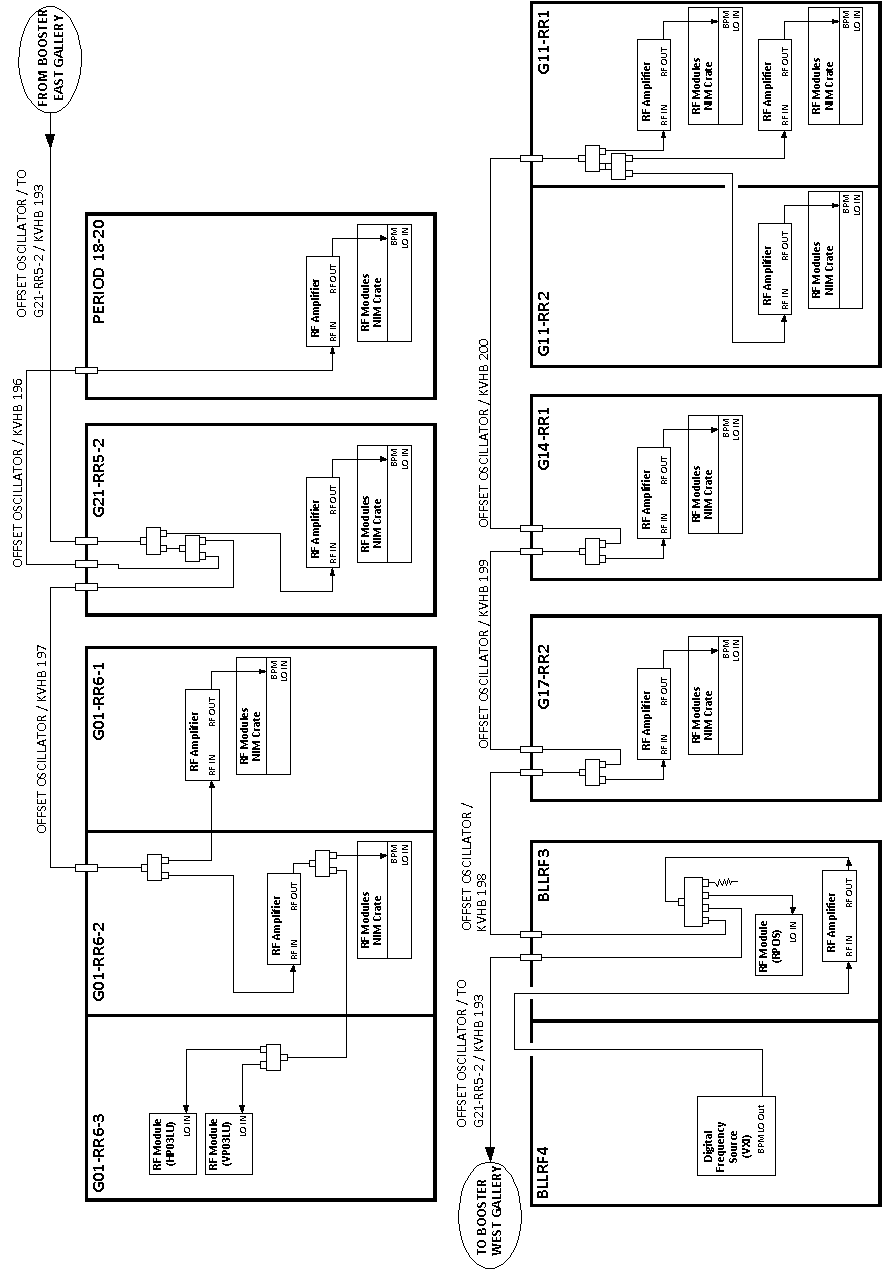 FROM BOOSTER
EAST GALLERY
OFFSET OSCILLATOR / TO
G21-RR5-2 / KVHB 193
OFFSET OSCILLATOR / KVHB 196
OFFSET OSCILLATOR / KVHB 197
G01-RR6-3
RF Module
(HP03LU)
LO IN
RF Module
(VP03LU)
LO IN
G01-RR6-2
RF Amplifier
RF IN
RF OUT
RF Modules
NIM Crate
BPM
LO IN
G01-RR6-1
RF Amplifier
RF IN
RF OUT
RF Modules
NIM Crate
BPM
LO IN
G21-RR5-2
RF Amplifier
RF IN
RF OUT
RF Modules
NIM Crate
BPM
LO IN
PERIOD 18-20
RF Amplifier
RF IN
RF OUT
RF Modules
NIM Crate
BPM
LO IN
TO BOOSTER
WEST GALLERY
OFFSET OSCILLATOR / TO
G21-RR5-2 / KVHB 193
OFFSET OSCILLATOR /
KVHB 198
OFFSET OSCILLATOR / KVHB 199
OFFSET OSCILLATOR / KVHB 200
BLLRF4
Digital
Frequency
Source
(VXI)
BPM LO Out
BLLRF3
RF Module
(RPOS)
LO IN
RF Amplifier
RF IN
RF OUT
G17-RR2
RF Amplifier
RF IN
RF OUT
RF Modules
NIM Crate
BPM
LO IN
G14-RR1
RF Amplifier
RF IN
RF OUT
RF Modules
NIM Crate
BPM
LO IN
G11-RR2
RF Amplifier
RF IN
RF OUT
RF Modules
NIM Crate
BPM
LO IN
G11-RR1
RF Amplifier
RF IN
RF OUT
RF Modules
NIM Crate
BPM
LO IN
RF Amplifier
RF IN
RF OUT
RF Modules
NIM Crate
BPM
LO IN